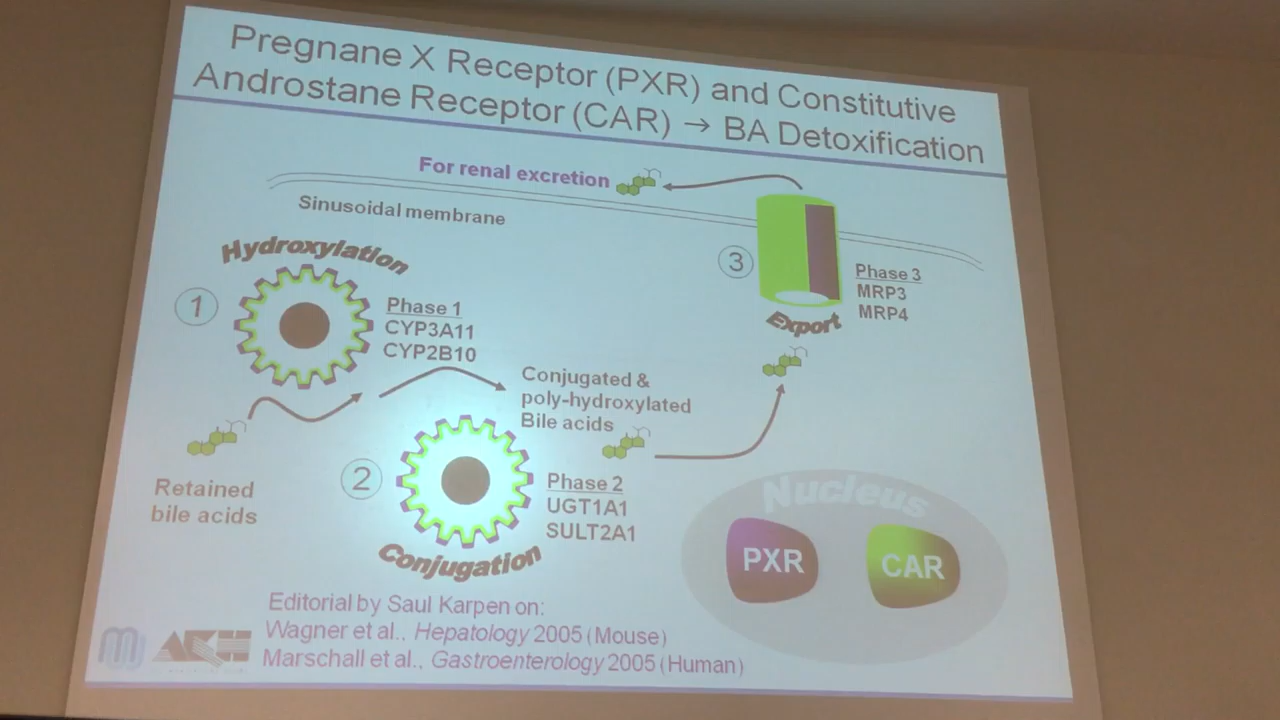 Pregnane X Receptor (PXR) and Constitutive
Androstane Receptor (CAR) → BA Detoxification
For renal excretion
Sinusoidal membrane
Hydroxylation
1
Phase 1
CYP3A11
CYP2B10
3
Phase 3
MRP3
MRP4
Export
Conjugated &
poly-hydroxylated
Bile acids
2
Phase 2
UGT1A1
SULT2A1
Conjugation
Retained
bile acids
Nucleus
PXR
CAR
Editorial by Saul Karpen on:
Wagner et al., Hepatology 2005 (Mouse)
Marschall et al., Gastroenterology 2005 (Human)
AKH